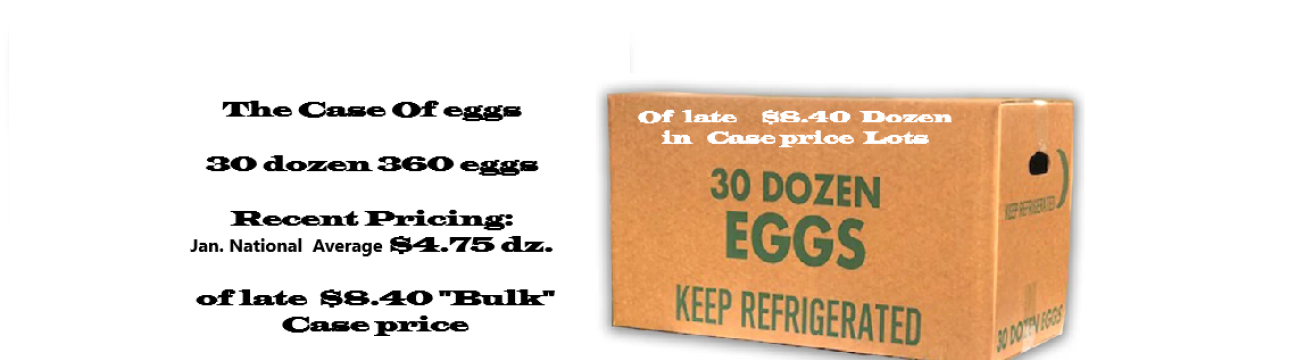 The Case Of eggs
30 dozen 360 eggs
Recent Pricing:
Jan. National Average $4.75 dz.
of late $8.40 "Bulk"
Case price
Of late $8.40 Dozen
in Case price Lots
30 DOZEN
EGGS
KEEP REFRIGERATED
KEEP REFRIGERATED
30 DOZEN EGGS